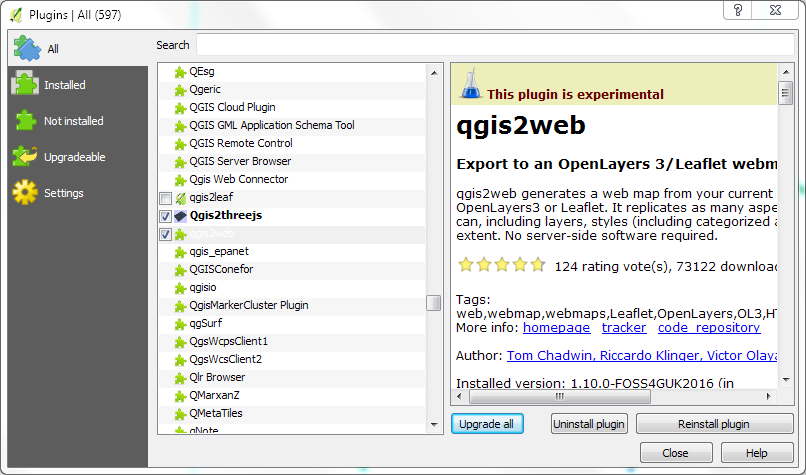 Plugins | All (597)
All
Installed
Not installed
Upgradeable
Settings
Search
QEsg
Qgeric
QGIS Cloud Plugin
QGIS GML Application Schema Tool
QGIS Remote Control
QGIS Server Browser
Qgis Web Connector
qgis2leaf
Qgis2threejs
qgis2web
qgis_epanet
QGISConefor
qgisio
QgisMarkerCluster Plugin
qgSurf
QgsWcpsClient1
QgsWcsClient2
Qlr Browser
QMarxanZ
QMetaTiles
qNote
This plugin is experimental
qgis2web
Export to an OpenLayers 3/Leaflet webm
qgis2web generates a web map from your current
OpenLayers3 or Leaflet. It replicates as many aspe
can, including layers, styles (including categorized a
extent. No server-side software required.
124 rating vote(s), 73122 downloa
Tags:
web,webmap,webmaps,Leaflet,OpenLayers,OL3,HT
More info: homepage tracker code_repository
Author: Tom Chadwin, Riccardo Klinger, Victor Olaya
Installed version: 1.10.0-FOSS4GUK2016 (in
Upgrade all
Uninstall plugin
Reinstall plugin
Close
Help